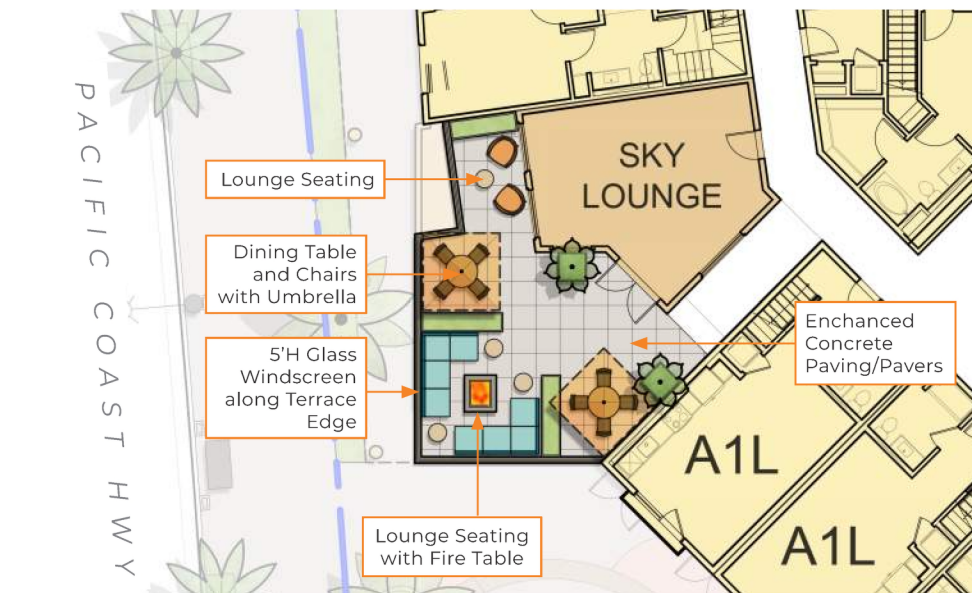 PACIFIC COAST HWY
SKY
LOUNGE
Lounge Seating
Dining Table
and Chairs
with Umbrella
5'H Glass
Windscreen
along Terrace
Edge
Enchanced
Concrete
Paving/Pavers
A1L
A1L
Lounge Seating
with Fire Table